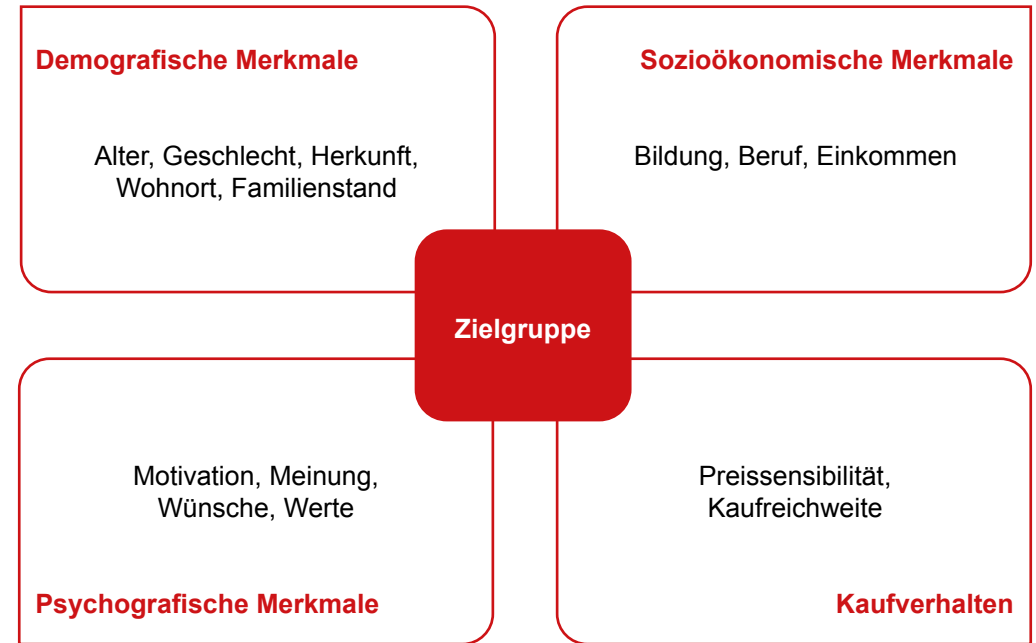 Demografische Merkmale
Alter, Geschlecht, Herkunft,
Wohnort, Familienstand
Sozioökonomische Merkmale
Bildung, Beruf, Einkommen
Zielgruppe
Motivation, Meinung,
Wünsche, Werte
Psychografische Merkmale
Preissensibilität,
Kaufreichweite
Kaufverhalten